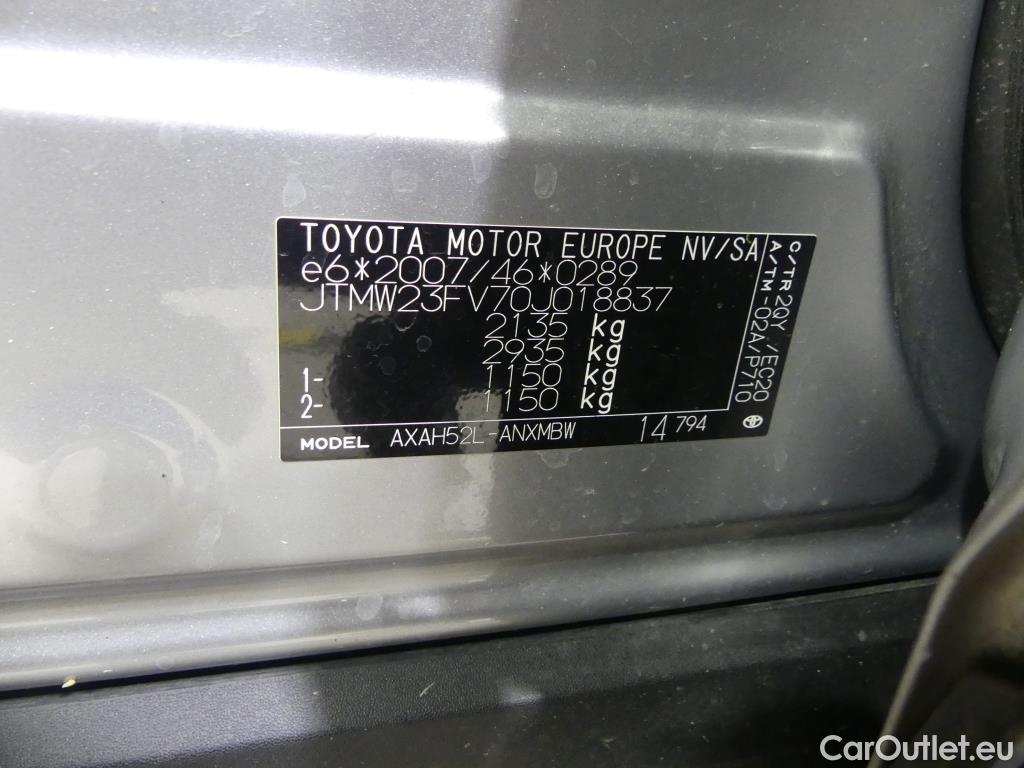 TOYOTA MOTOR EUROPE NV/SA
e6*2007/46*0289
JTMW23FV70J018837
2135 kg
2935 kg
1- 1150 kg
2- 1150 kg
MODEL AXAH52L-ANXMBW 14 794
C/TR 2QY /EC20
A/TM-02A/P710
CarOutlet.eu